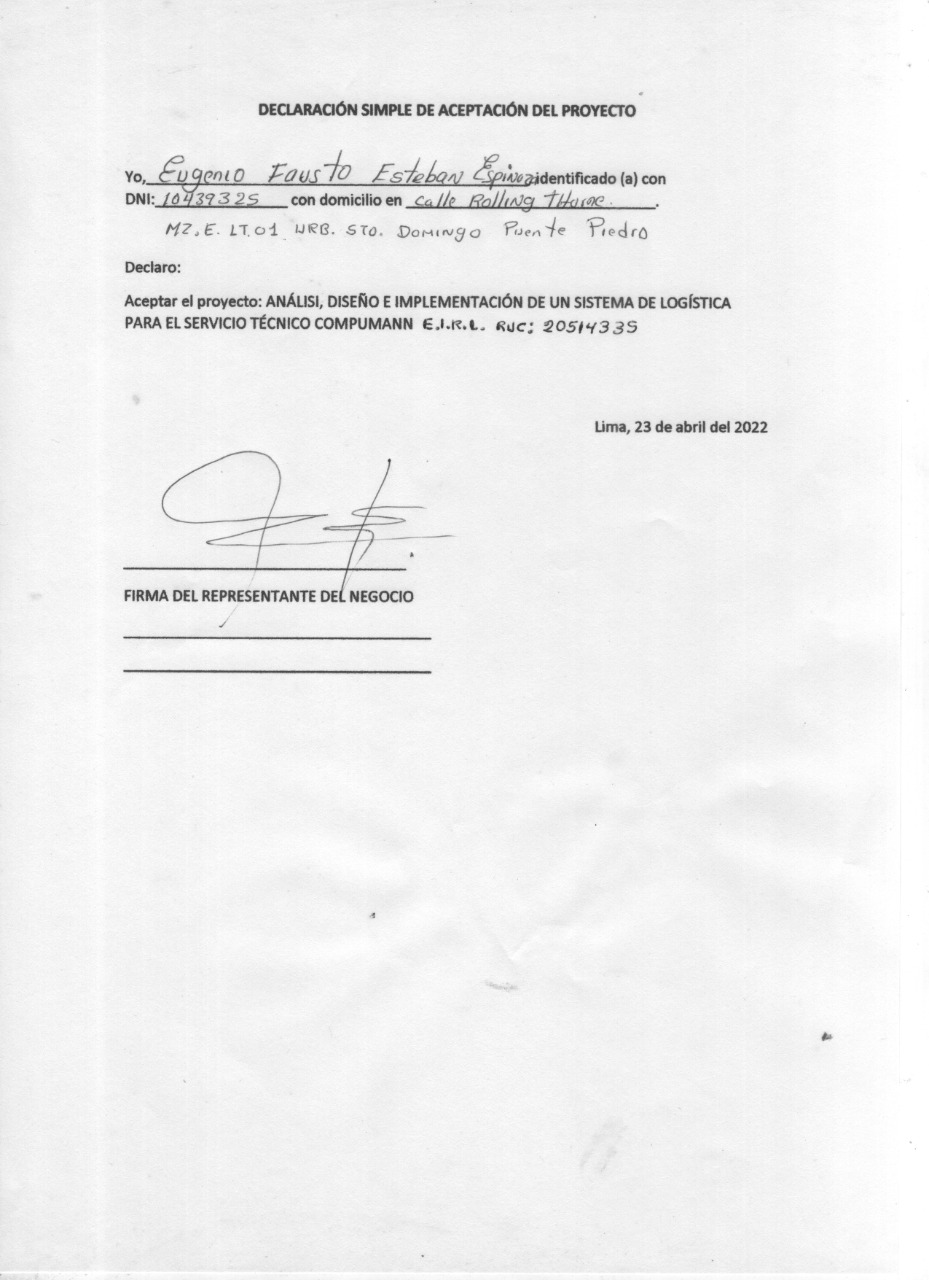 DECLARACIÓN SIMPLE DE ACEPTACIÓN DEL PROYECTO
Yo, Eugenio Fausto Esteban Espinoza identificado (a) con
DNI: 10439325 con domicilio en calle Rolling Thorne.
MZ.E. LT.01 URB. STO. DOMINGO Puente Piedra
Declaro:
Aceptar el proyecto: ANÁLISI, DISEÑO E IMPLEMENTACIÓN DE UN SISTEMA DE LOGÍSTICA
PARA EL SERVICIO TÉCNICO COMPUMANN E.I.R.L. RUC: 20514335
Lima, 23 de abril del 2022
FIRMA DEL REPRESENTANTE DEL NEGOCIO